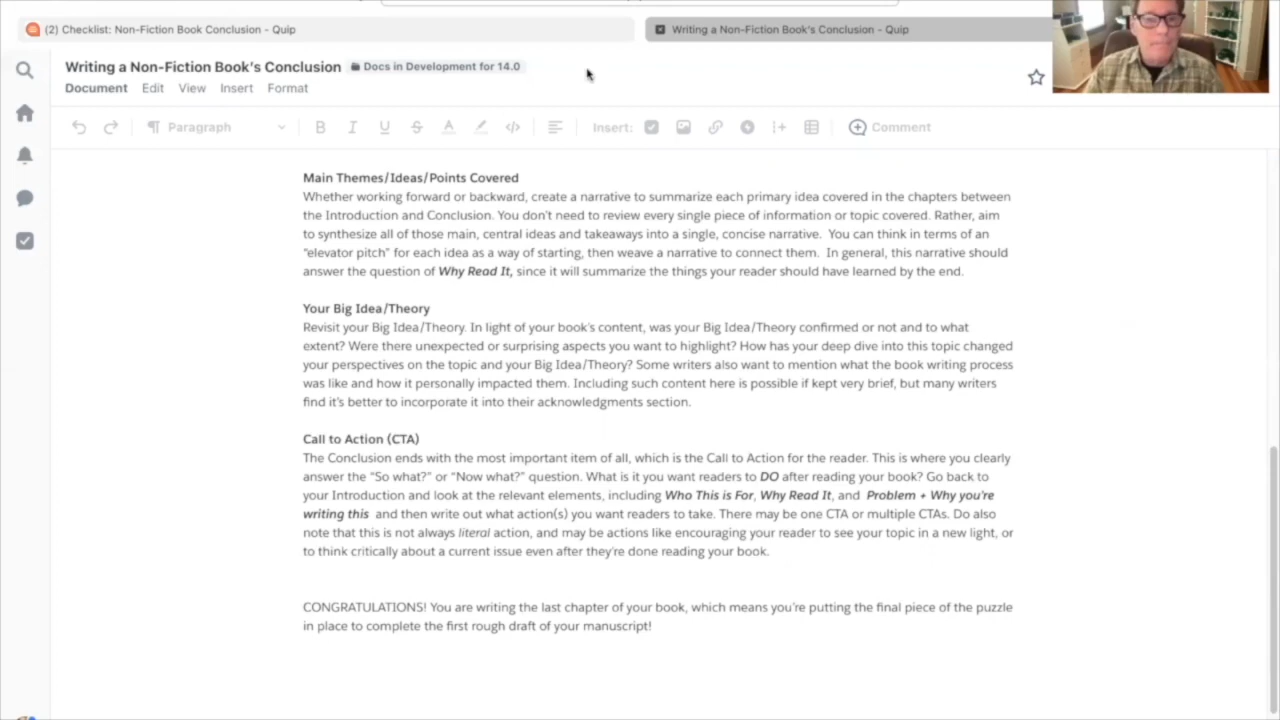 (2) Checklist: Non-Fiction Book Conclusion - Quip
Writing a Non-Fiction Book's Conclusion - Quip
Writing a Non-Fiction Book's Conclusion
Docs in Development for 14.0
Document Edit View Insert Format
Paragraph
B I U S A </>
Insert:
Comment
Main Themes/Ideas/Points Covered
Whether working forward or backward, create a narrative to summarize each primary idea covered in the chapters between
the Introduction and Conclusion. You don't need to review every single piece of information or topic covered. Rather, aim
to synthesize all of those main, central ideas and takeaways into a single, concise narrative.  You can think in terms of an
"elevator pitch" for each idea as a way of starting, then weave a narrative to connect them.  In general, this narrative should
answer the question of Why Read It, since it will summarize the things your reader should have learned by the end.
Your Big Idea/Theory
Revisit your Big Idea/Theory. In light of your book's content, was your Big Idea/Theory confirmed or not and to what
extent? Were there unexpected or surprising aspects you want to highlight? How has your deep dive into this topic changed
your perspectives on the topic and your Big Idea/Theory? Some writers also want to mention what the book writing process
was like and how it personally impacted them. Including such content here is possible if kept very brief, but many writers
find it's better to incorporate it into their acknowledgments section.
Call to Action (CTA)
The Conclusion ends with the most important item of all, which is the Call to Action for the reader. This is where you clearly
answer the "So what?" or "Now what?" question. What is it you want readers to DO after reading your book? Go back to
your Introduction and look at the relevant elements, including Who This is For, Why Read It, and  Problem + Why you're
writing this  and then write out what action(s) you want readers to take. There may be one CTA or multiple CTAs. Do also
note that this is not always literal action, and may be actions like encouraging your reader to see your topic in a new light, or
to think critically about a current issue even after they're done reading your book.
CONGRATULATIONS! You are writing the last chapter of your book, which means you're putting the final piece of the puzzle
in place to complete the first rough draft of your manuscript!